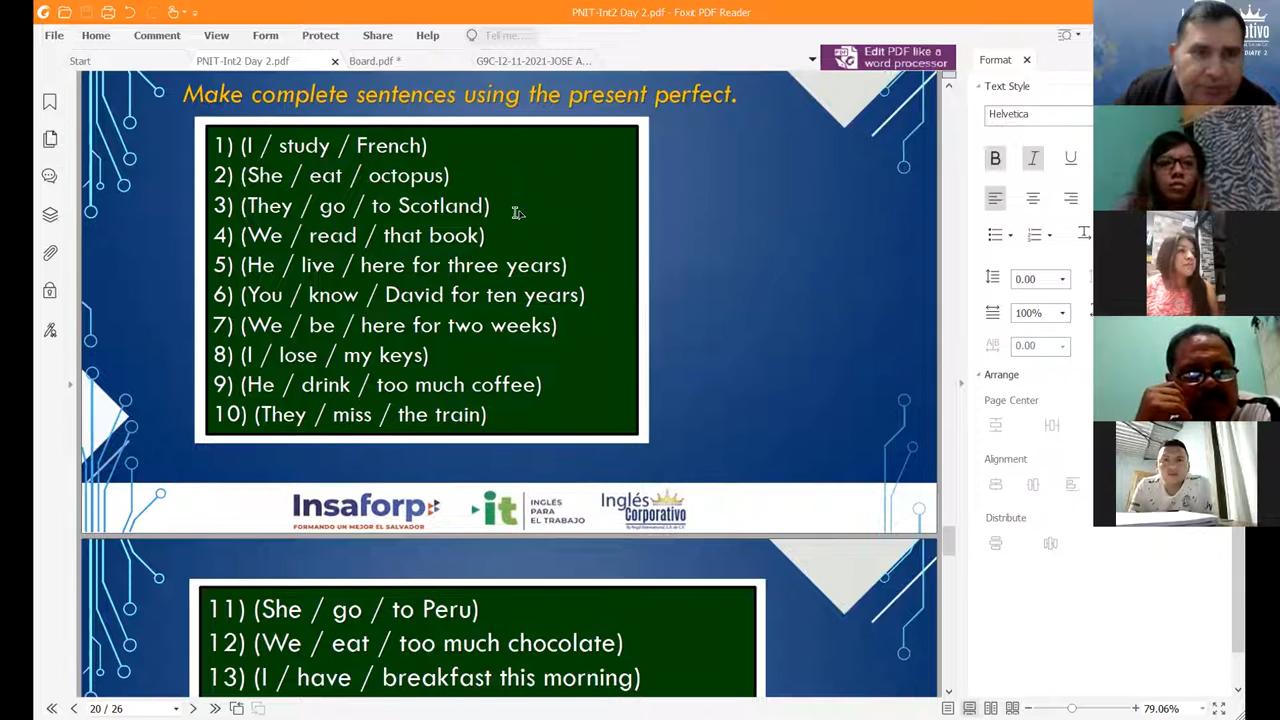 PNIT-Int2 Day 2.pdf - Foxit PDF Reader
File Home Comment View Form Protect Share Help Tell me...
Start PNIT-Int2 Day 2.pdf Board.pdf * G9C-I2-11-2021-JOSE A...
Edit PDF like a
word processor
Make complete sentences using the present perfect.
1) (I / study / French)
2) (She / eat / octopus)
3) (They / go / to Scotland)
4) (We / read / that book)
5) (He / live / here for three years)
6) (You / know / David for ten years)
7) (We / be / here for two weeks)
8) (I / lose / my keys)
9) (He / drink / too much coffee)
10) (They / miss / the train)
Insaforp
FORMANDO UN MEJOR EL SALVADOR
it
INGLÉS
PARA
EL TRABAJO
Inglés
Corporativo
11) (She / go / to Peru)
12) (We / eat / too much chocolate)
13) (I / have / breakfast this morning)
20 / 26
79.06%
Format
Text Style
Helvetica
B I U
0.00
100%
0.00
Arrange
Page Center
Alignment
Distribute